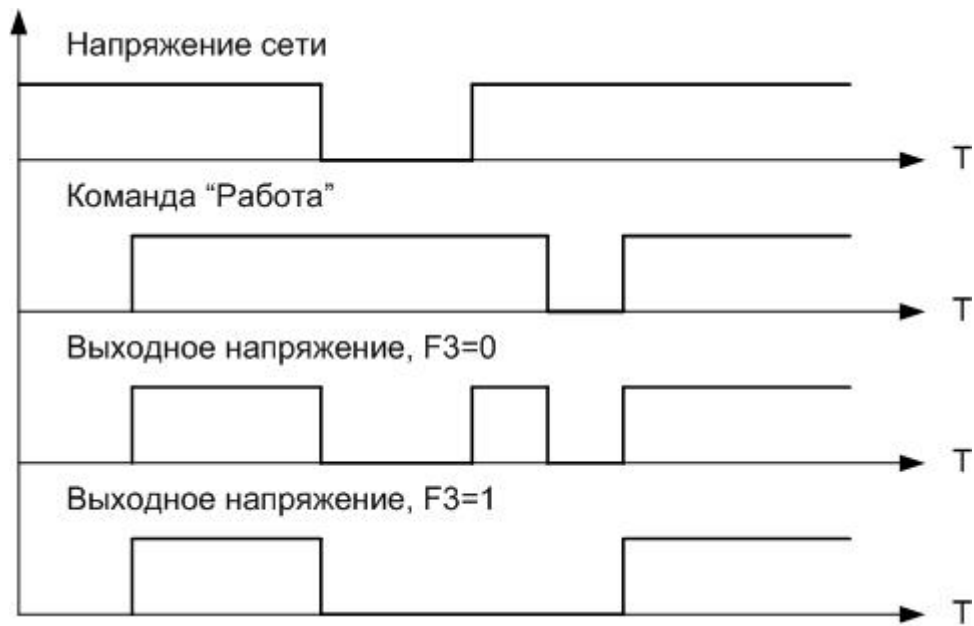 Напряжение сети
T
Команда “Работа”
T
Выходное напряжение, F3=0
T
Выходное напряжение, F3=1
T